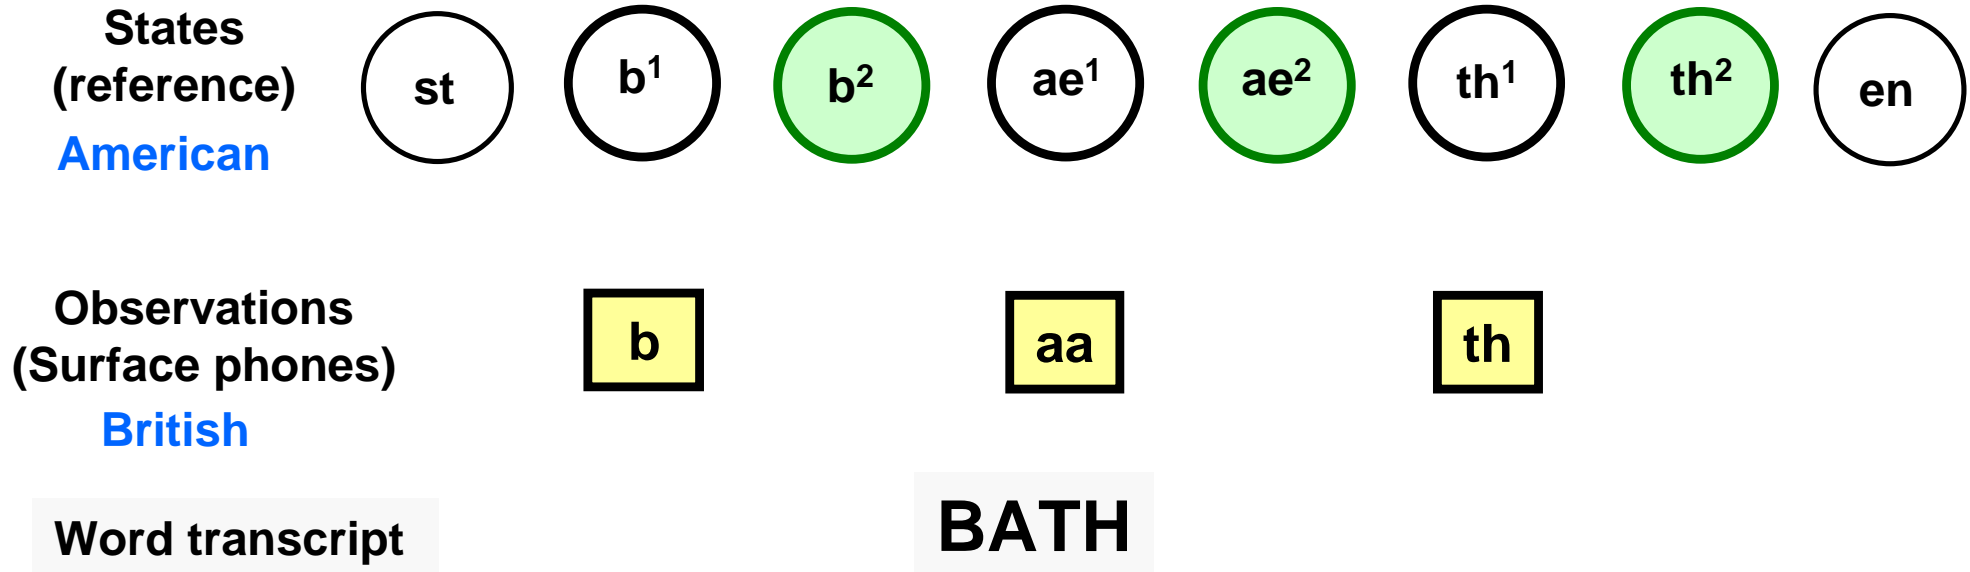 States
(reference)
American
st b¹ b² ae¹ ae² th¹ th² en
Observations
(Surface phones)
British
b aa th
Word transcript
BATH